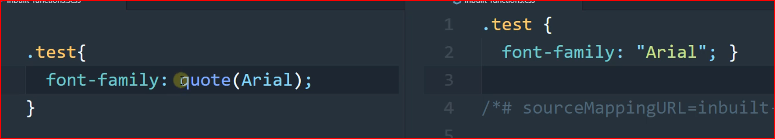 .test{
font-family: quote(Arial);
}
1 .test {
2 font-family: "Arial"; }
3
4 /*# sourceMappingURL=inbuilt-